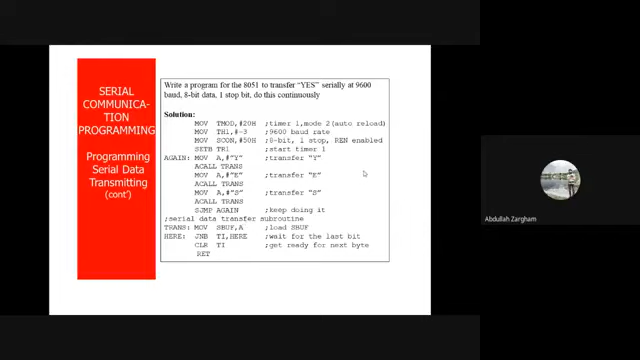 SERIAL
COMMUNICA-
TION
PROGRAMMING
Programming
Serial Data
Transmitting
(cont')
Write a program for the 8051 to transfer "YES" serially at 9600
baud, 8-bit data, 1 stop bit, do this continuously
Solution:
MOV TMOD,#20H ;timer 1,mode 2(auto reload)
MOV TH1,#-3 ;9600 baud rate
MOV SCON,#50H ;8-bit, 1 stop, REN enabled
SETB TR1 ;start timer 1
AGAIN: MOV A,#"Y" ;transfer "Y"
ACALL TRANS
MOV A,#"E" ;transfer "E"
ACALL TRANS
MOV A,#"S" ;transfer "S"
ACALL TRANS
SJMP AGAIN ;keep doing it
;serial data transfer subroutine
TRANS: MOV SBUF,A ;load SBUF
HERE: JNB TI,HERE ;wait for the last bit
CLR TI ;get ready for next byte
RET
Abdullah Zargham